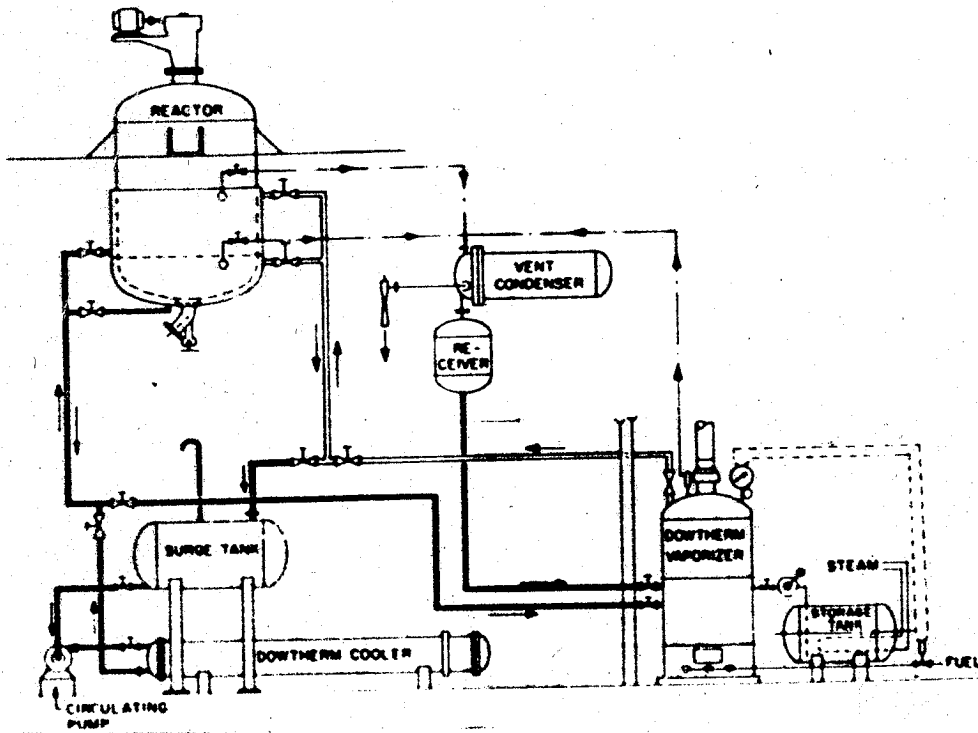 REACTOR
VENT
CONDENSER
RE-
CEIVER
DOWTHERM
VAPORIZER
SURGE TANK
STEAM
STORAGE
TANK
DOWTHERM COOLER
FUEL
CIRCULATING
PUMP